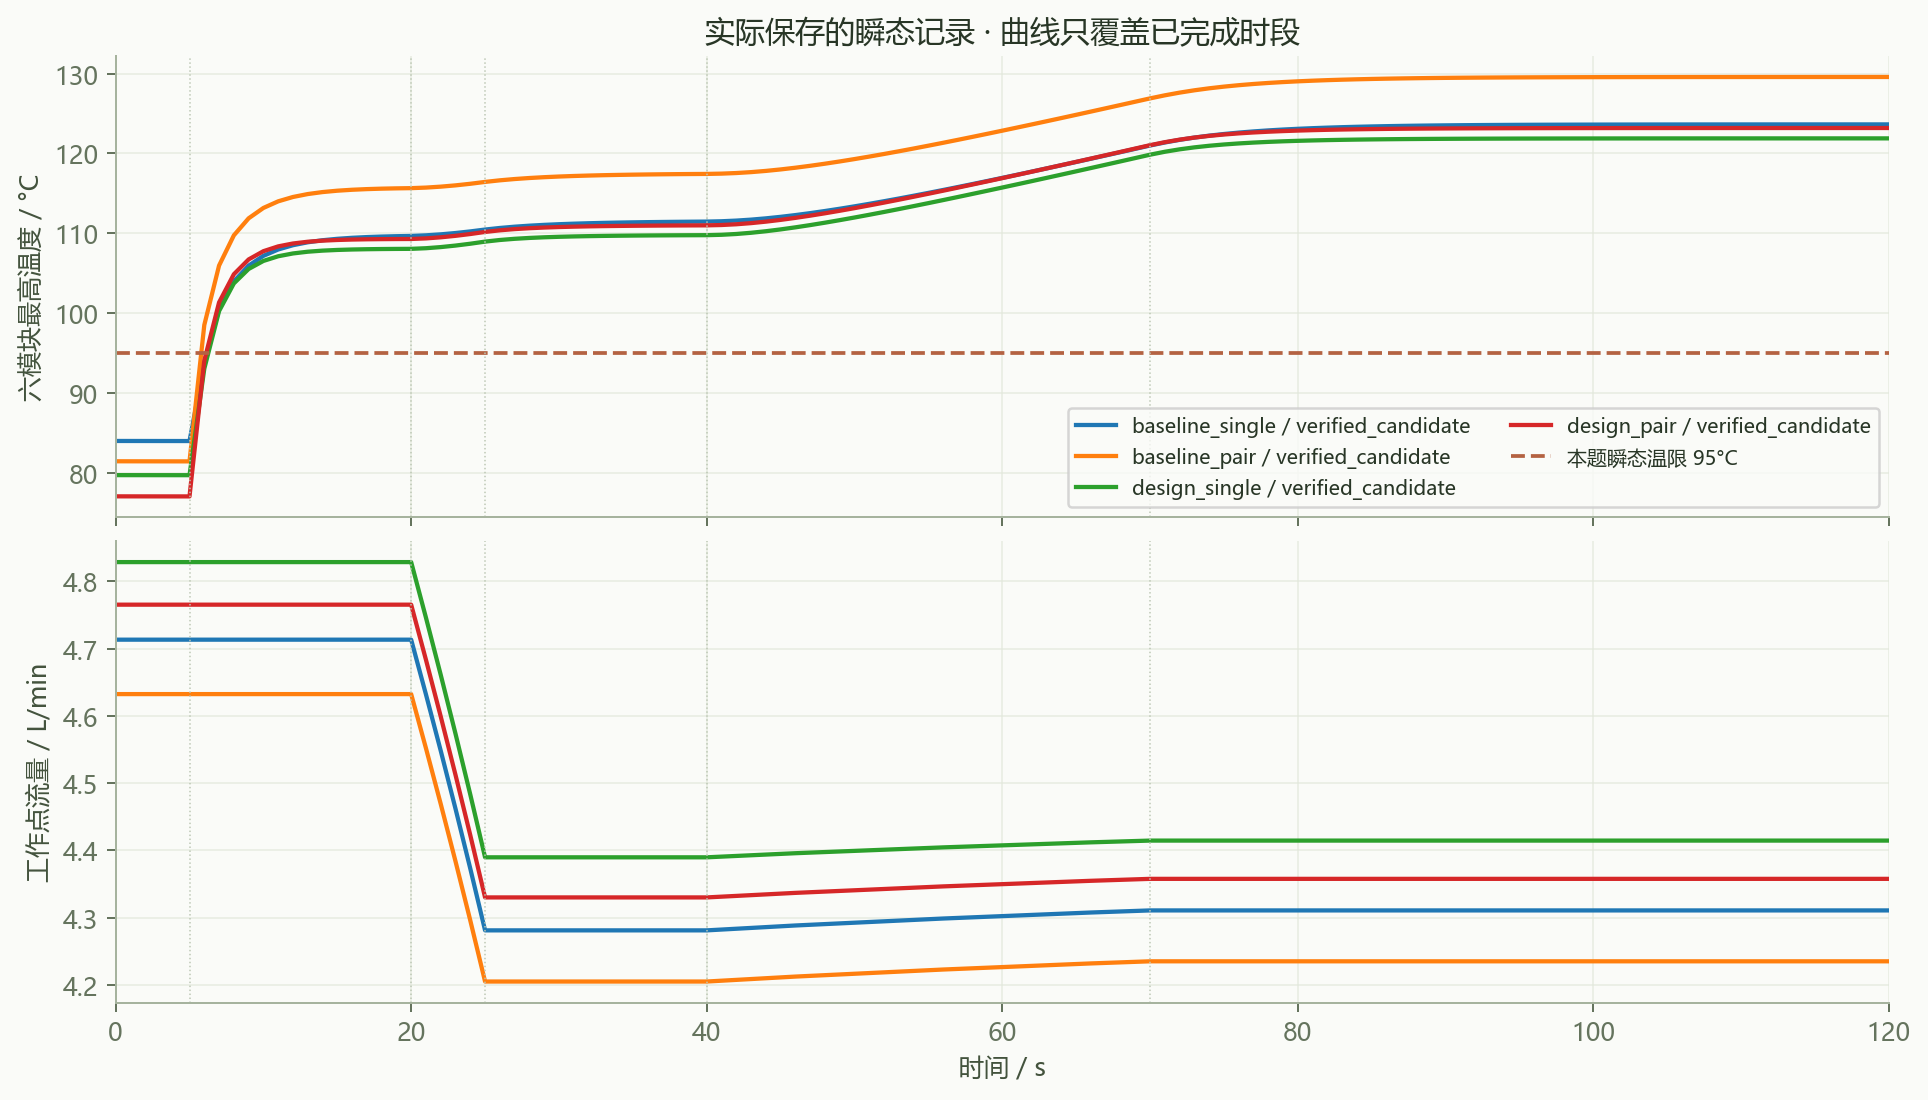 实际保存的瞬态记录 · 曲线只覆盖已完成时段
六模块最高温度 / °C
130
120
110
100
90
80
baseline_single / verified_candidate
baseline_pair / verified_candidate
design_single / verified_candidate
design_pair / verified_candidate
本题瞬态温限 95°C
工作点流量 / L/min
4.8
4.7
4.6
4.5
4.4
4.3
4.2
0 20 40 60 80 100 120
时间 / s